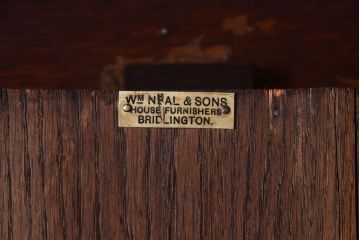 WM NEAL & SONS
HOUSE FURNISHERS
BRIDLINGTON.